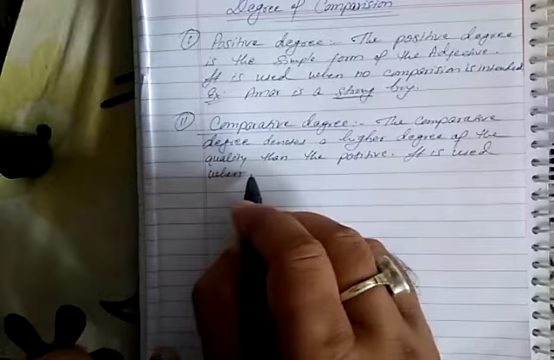 Degree of Comparision
(i) Positive degree :- The positive degree
is the simple form of the Adjective.
It is used when no comparision is intended
Ex: Amar is a strong boy.
(ii) Comparative degree :- The comparative
degree denotes a higher degree of the
quality than the positive. It is used
when